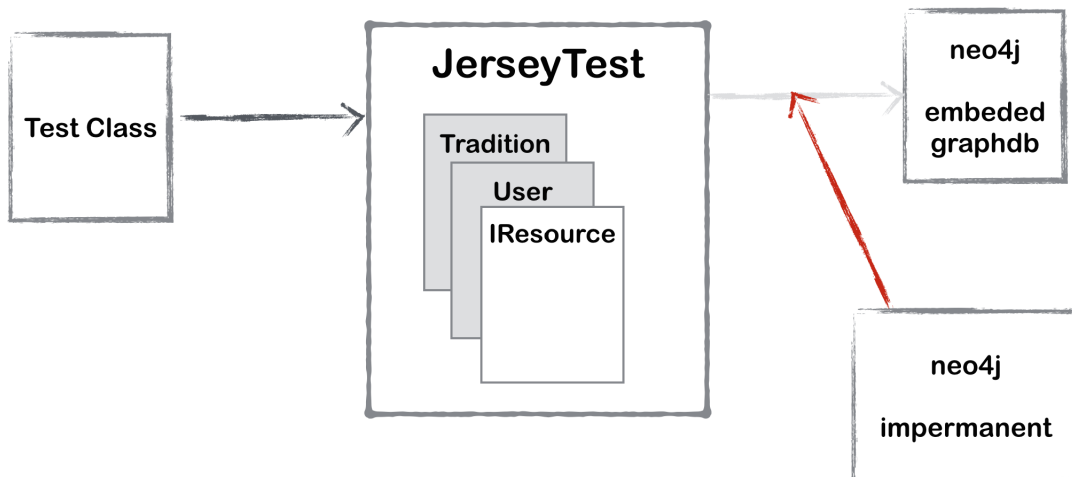 Test Class
JerseyTest
Tradition
User
IResource
neo4j
embeded
graphdb
neo4j
impermanent